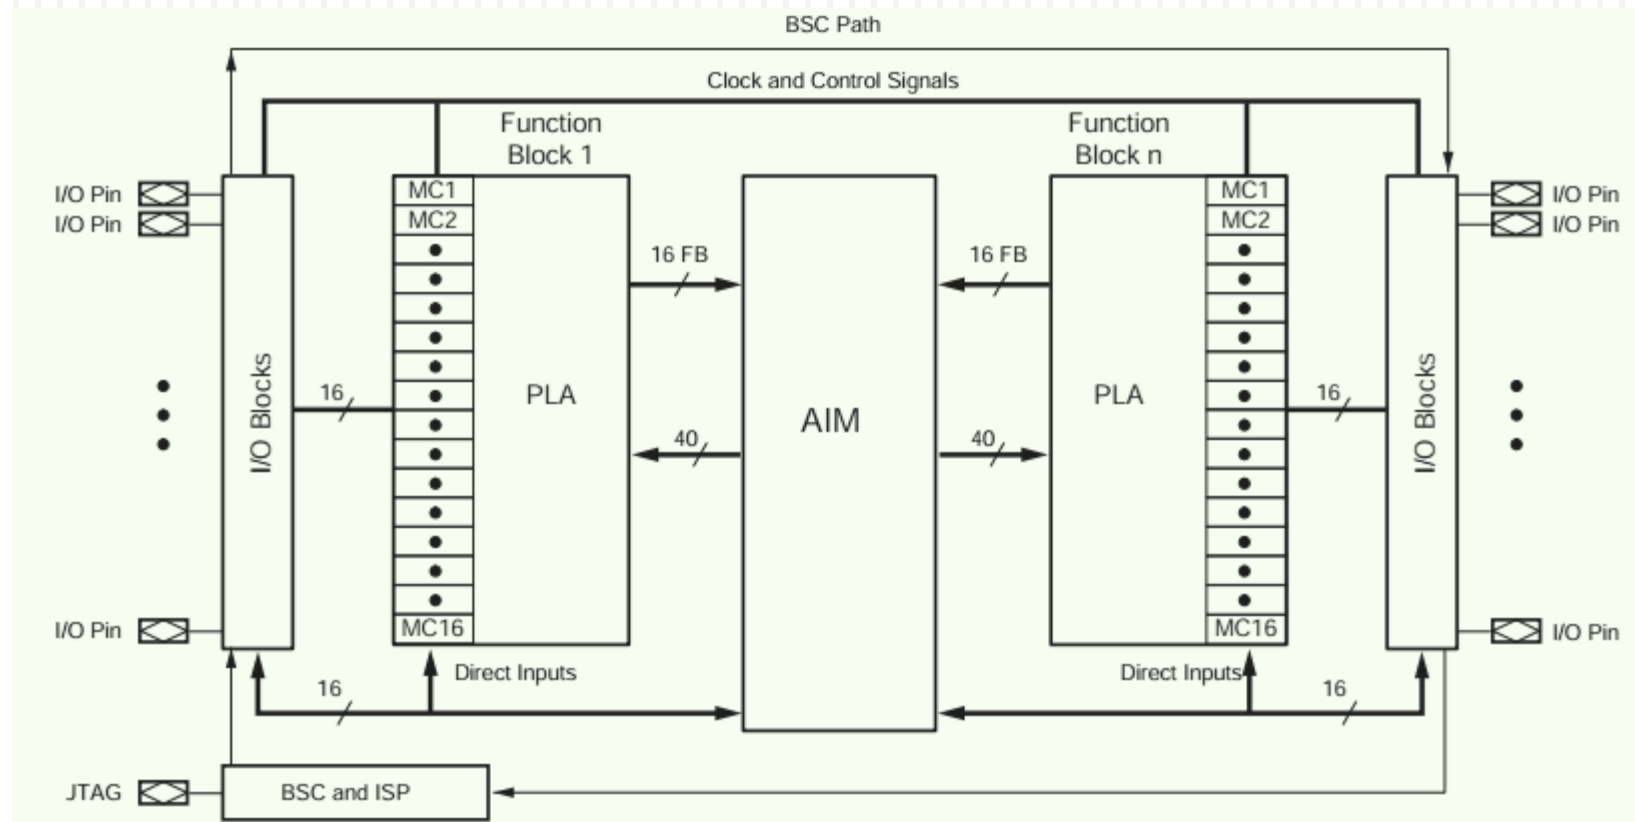 BSC Path
Clock and Control Signals
Function
Block 1
Function
Block n
I/O Pin
I/O Pin
I/O Pin
I/O Blocks
16
MC1
MC2
MC16
PLA
16 FB
40
AIM
16 FB
40
PLA
MC1
MC2
MC16
16
I/O Blocks
I/O Pin
I/O Pin
I/O Pin
Direct Inputs
16
Direct Inputs
16
JTAG
BSC and ISP